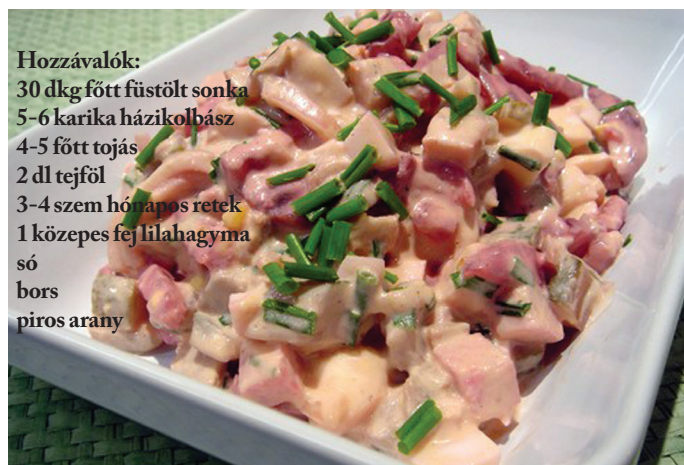 Hozzávalók:
30 dkg főtt füstölt sonka
5-6 karika házikolbász
4-5 főtt tojás
2 dl tejföl
3-4 szem hónapos retek
1 közepes fej lilahagyma
só
bors
piros arany